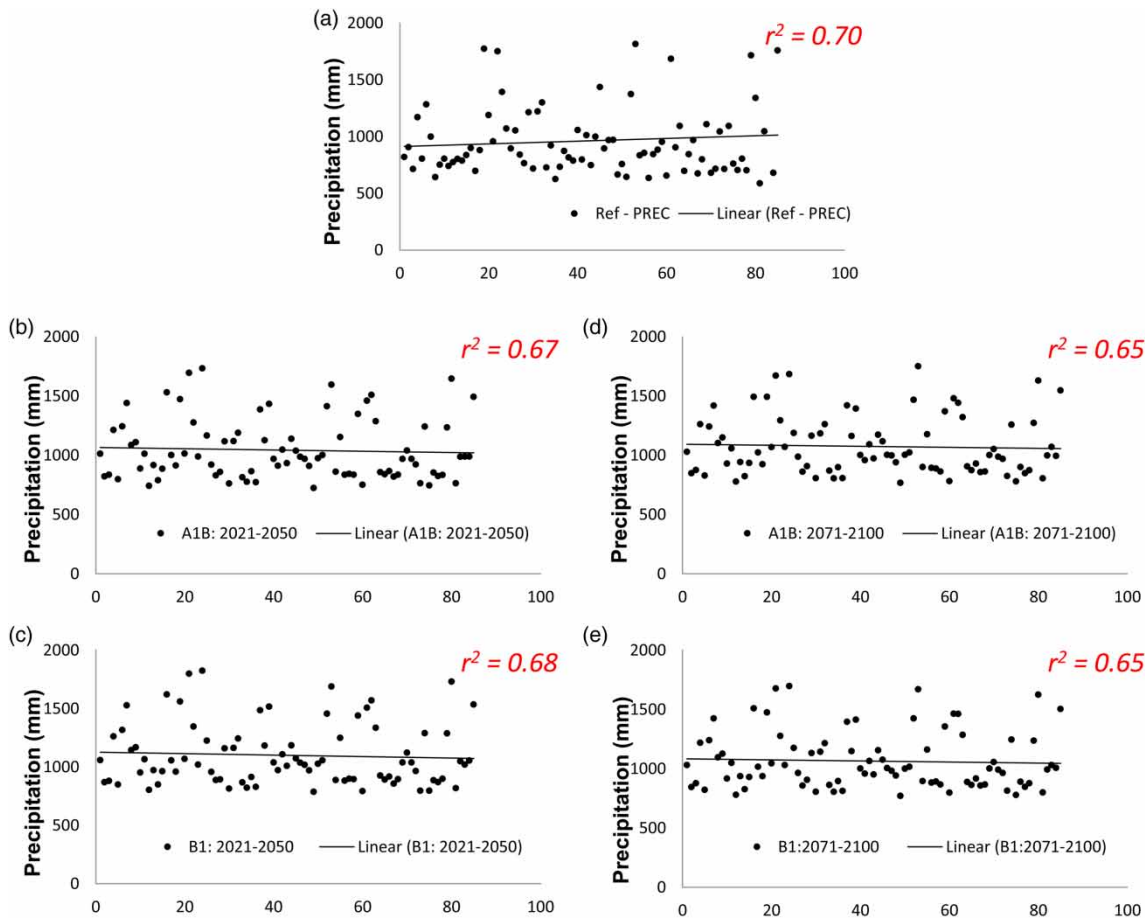 (a)
2000
r² = 0.70
1500
1000
500
0
Precipitation (mm)
Ref - PREC Linear (Ref - PREC)
0 20 40 60 80 100
(b)
2000
r² = 0.67
1500
1000
500
0
Precipitation (mm)
A1B: 2021-2050 Linear (A1B: 2021-2050)
0 20 40 60 80 100
(d)
2000
r² = 0.65
1500
1000
500
0
Precipitation (mm)
A1B: 2071-2100 Linear (A1B: 2071-2100)
0 20 40 60 80 100
(c)
2000
r² = 0.68
1500
1000
500
0
Precipitation (mm)
B1: 2021-2050 Linear (B1: 2021-2050)
0 20 40 60 80 100
(e)
2000
r² = 0.65
1500
1000
500
0
Precipitation (mm)
B1:2071-2100 Linear (B1:2071-2100)
0 20 40 60 80 100